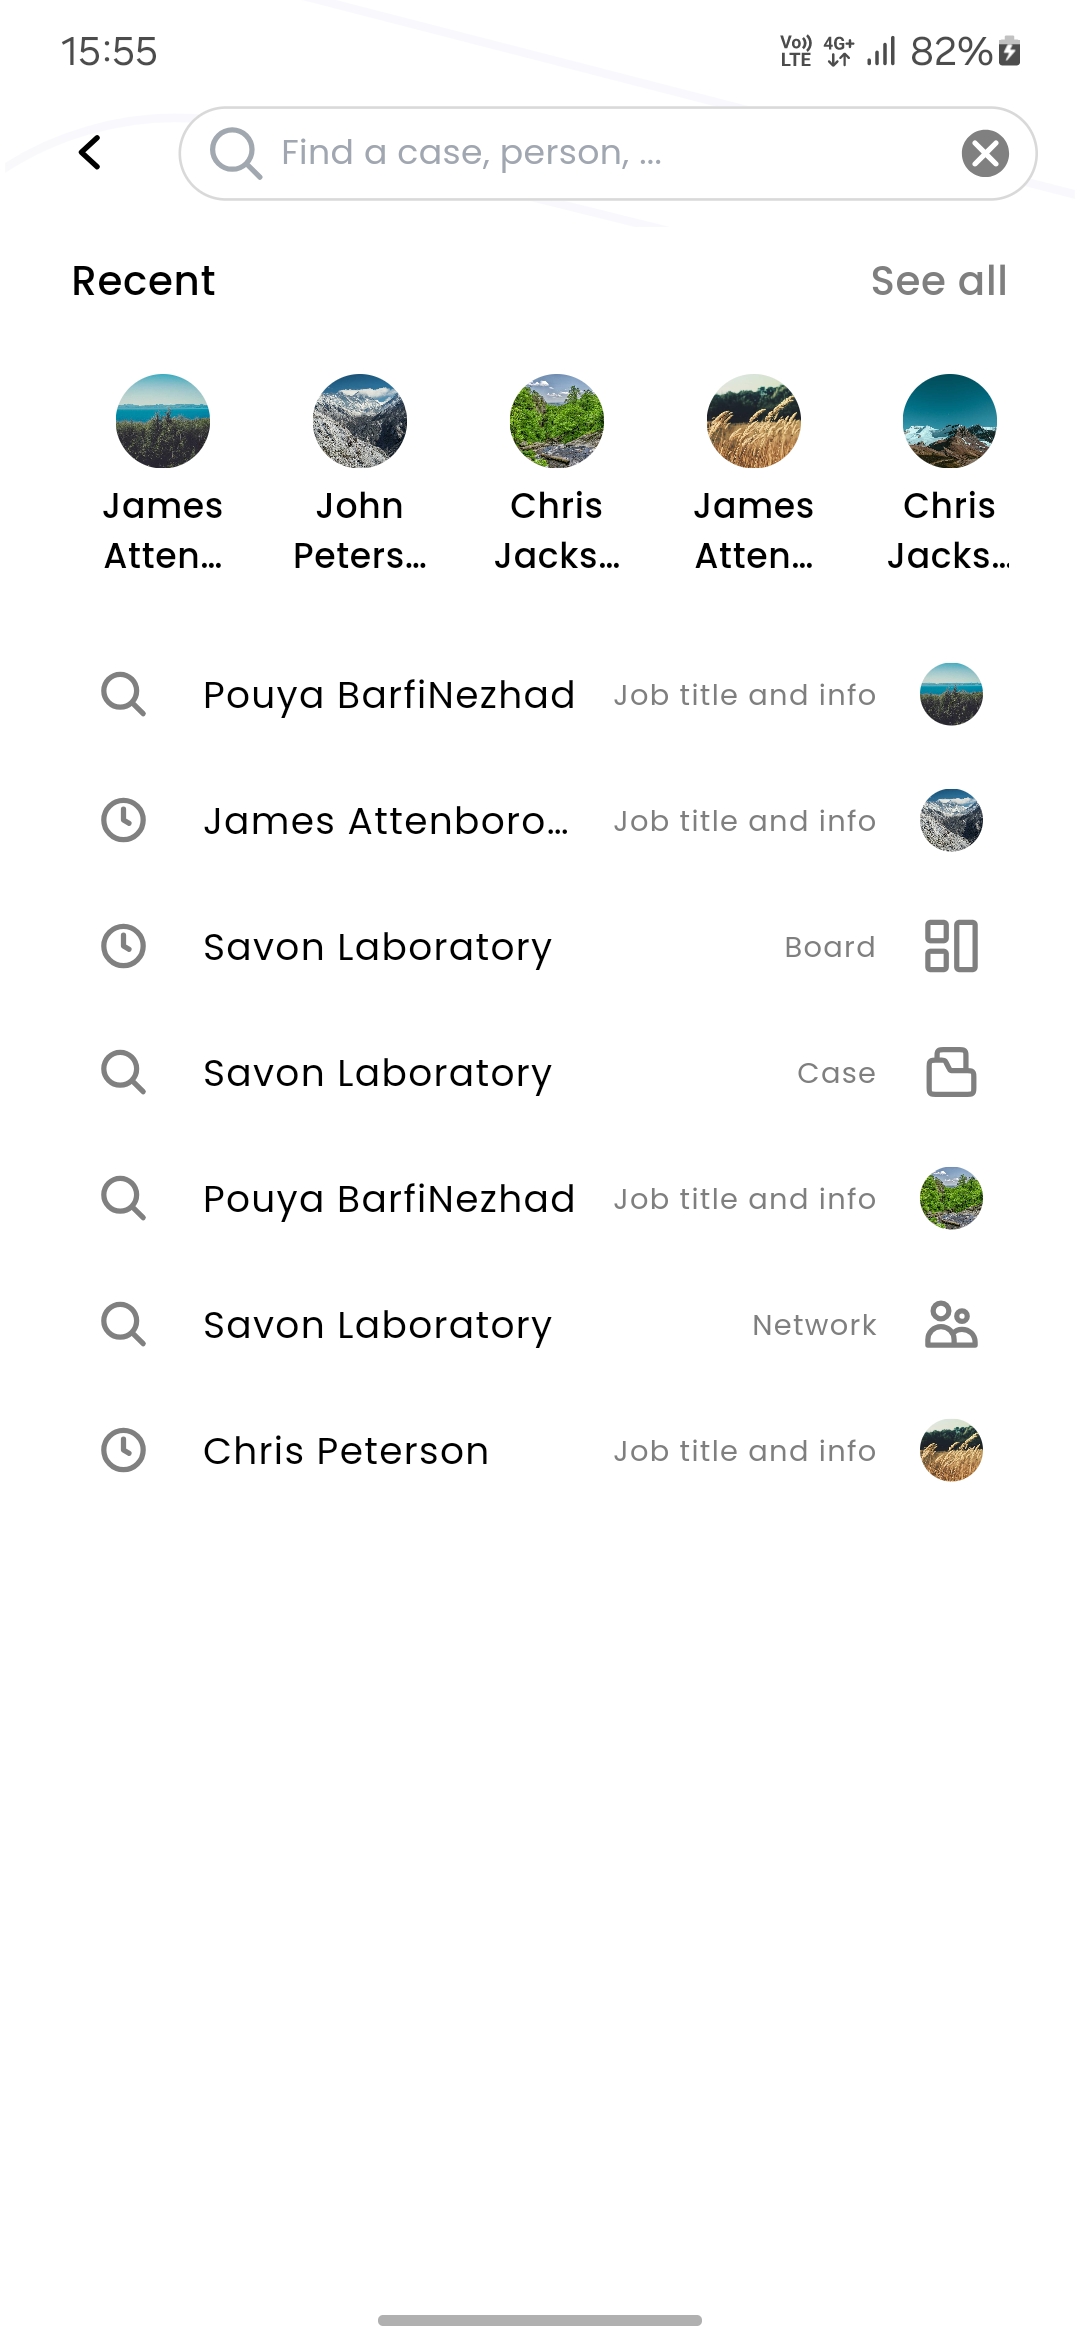 15:55 Vo)) LTE 4G+ 82%
Find a case, person, ...
Recent See all
James Atten... John Peters... Chris Jacks... James Atten... Chris Jacks...
Pouya BarfiNezhad Job title and info
James Attenboro... Job title and info
Savon Laboratory Board
Savon Laboratory Case
Pouya BarfiNezhad Job title and info
Savon Laboratory Network
Chris Peterson Job title and info